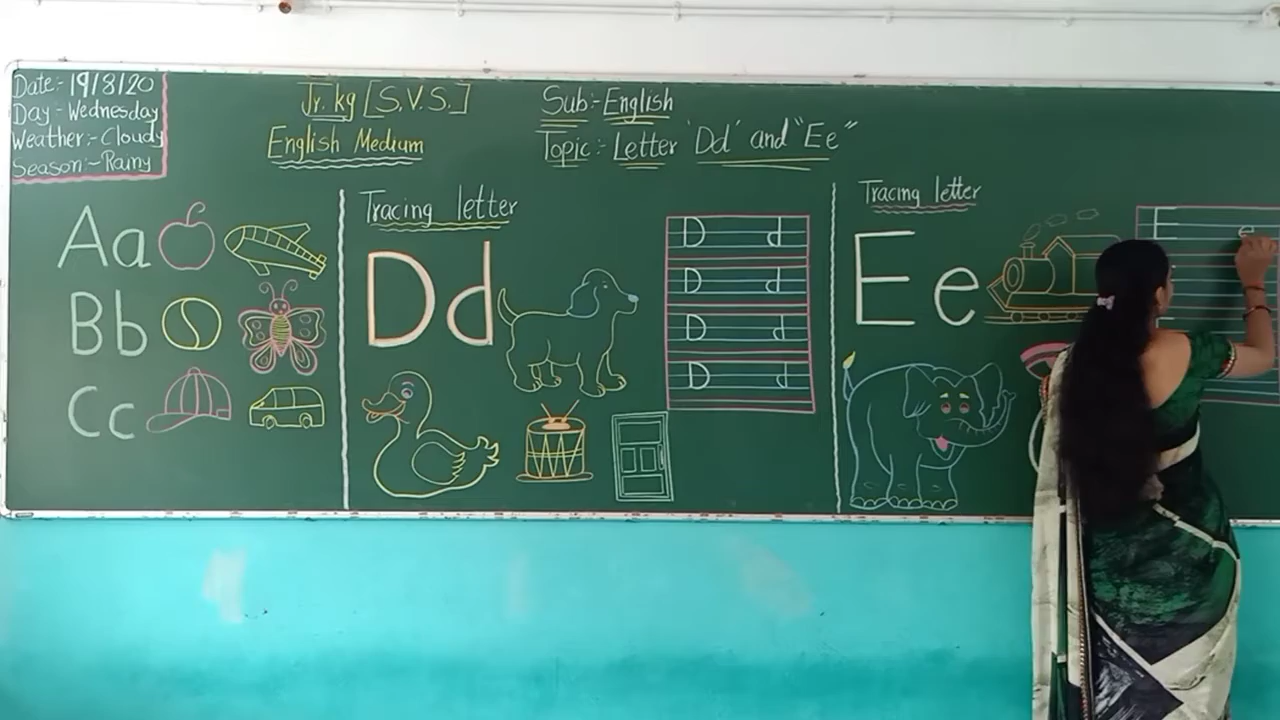 Date:- 19/8/20
Day - Wednesday
Weather:- Cloudy
Season:- Rainy
Jr. kg [S.V.S.]
English Medium
Sub:- English
Topic:- Letter 'Dd' and "Ee"
Aa
Bb
Cc
Tracing letter
Dd
D d
D d
D d
D d
Tracing letter
Ee
E e